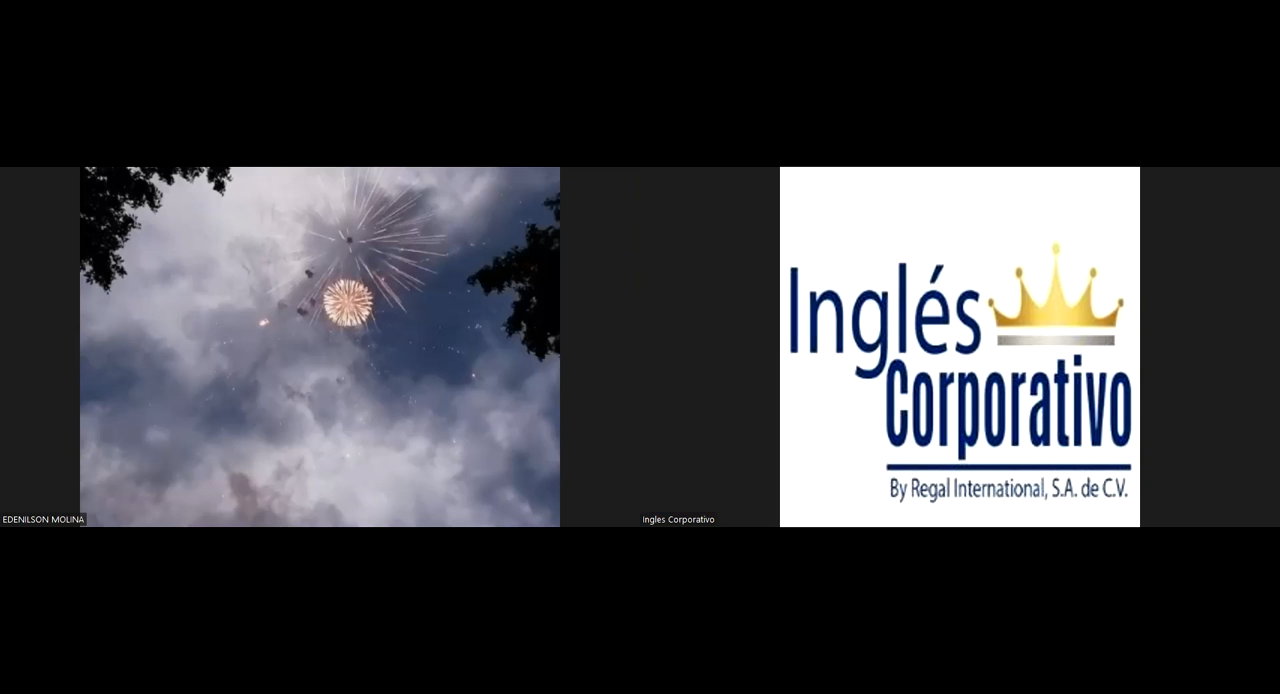 EDENILSON MOLINA
Inglés
Corporativo
By Regal International, S.A. de C.V.
Ingles Corporativo